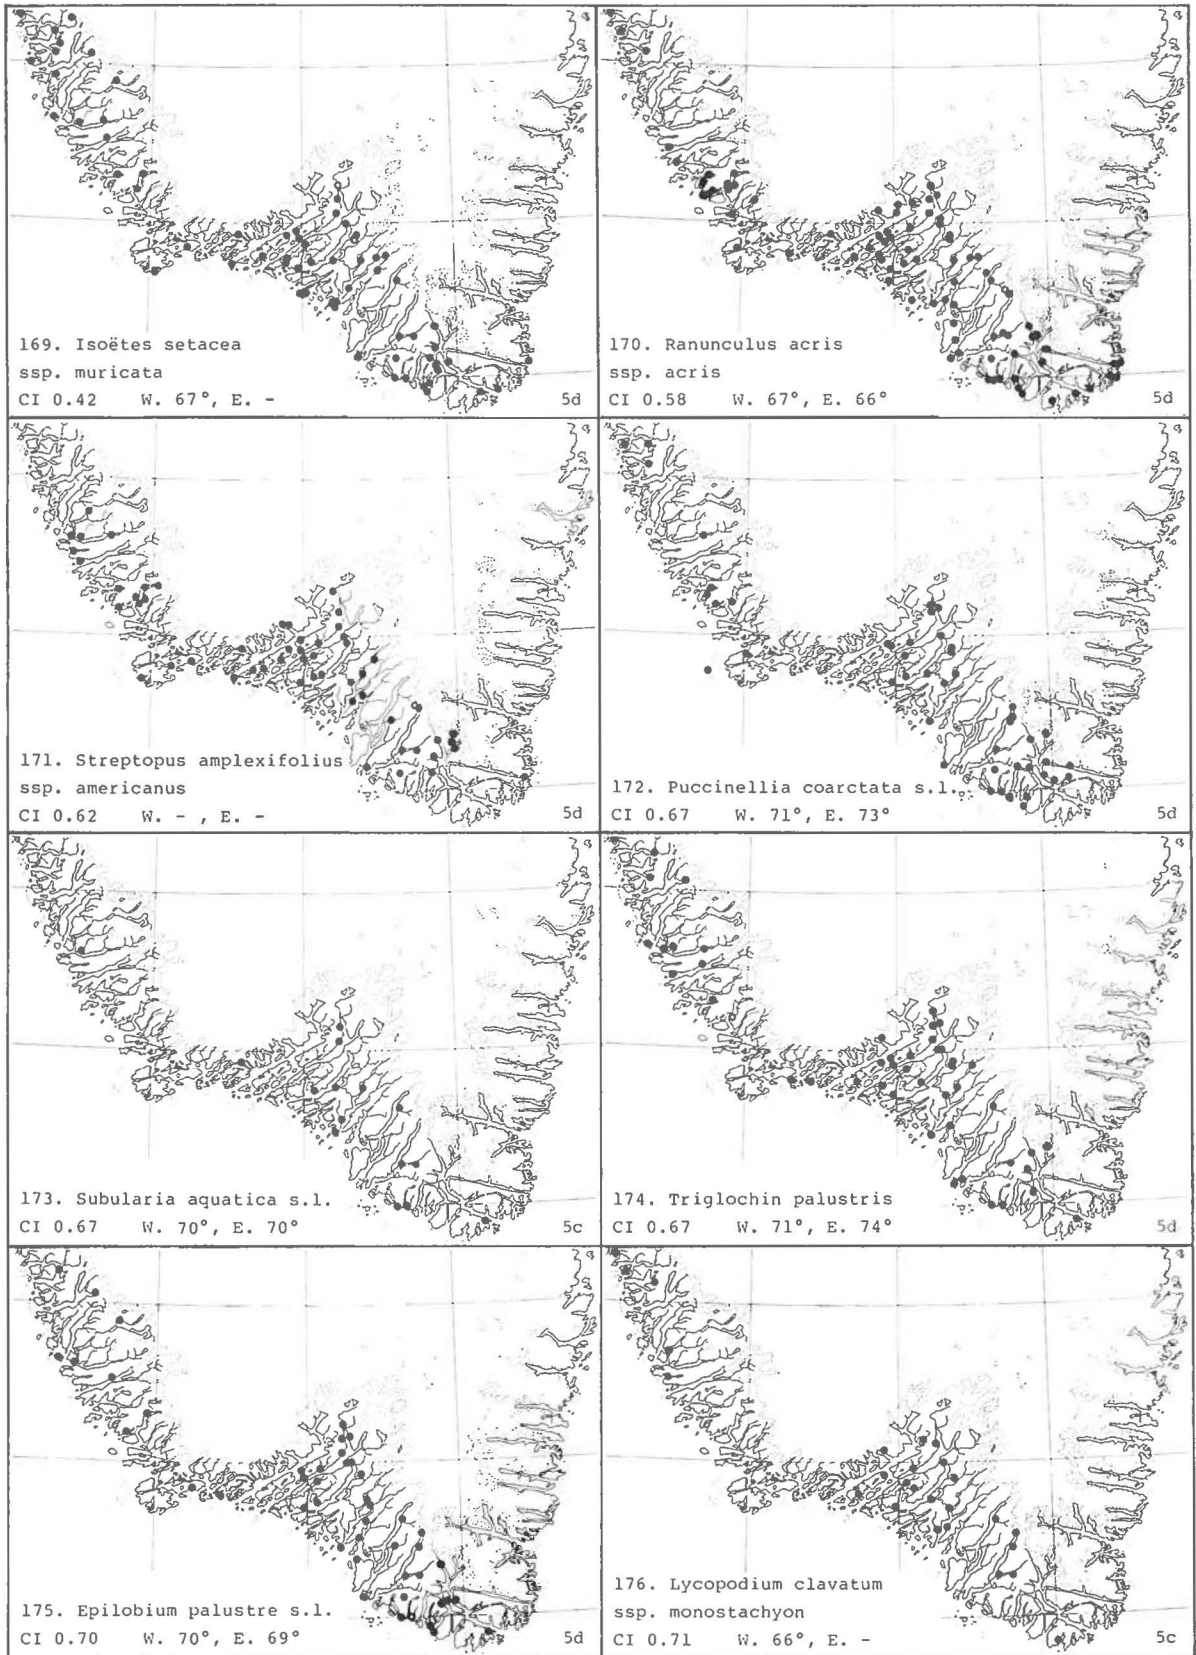 169. Isoëtes setacea
ssp. muricata
CI 0.42 W. 67°, E. -
5d
170. Ranunculus acris
ssp. acris
CI 0.58 W. 67°, E. 66°
5d
171. Streptopus amplexifolius
ssp. americanus
CI 0.62 W. - , E. -
5d
172. Puccinellia coarctata s.l.
CI 0.67 W. 71°, E. 73°
5d
173. Subularia aquatica s.l.
CI 0.67 W. 70°, E. 70°
5c
174. Triglochin palustris
CI 0.67 W. 71°, E. 74°
5d
175. Epilobium palustre s.l.
CI 0.70 W. 70°, E. 69°
5d
176. Lycopodium clavatum
ssp. monostachyon
CI 0.71 W. 66°, E. -
5c